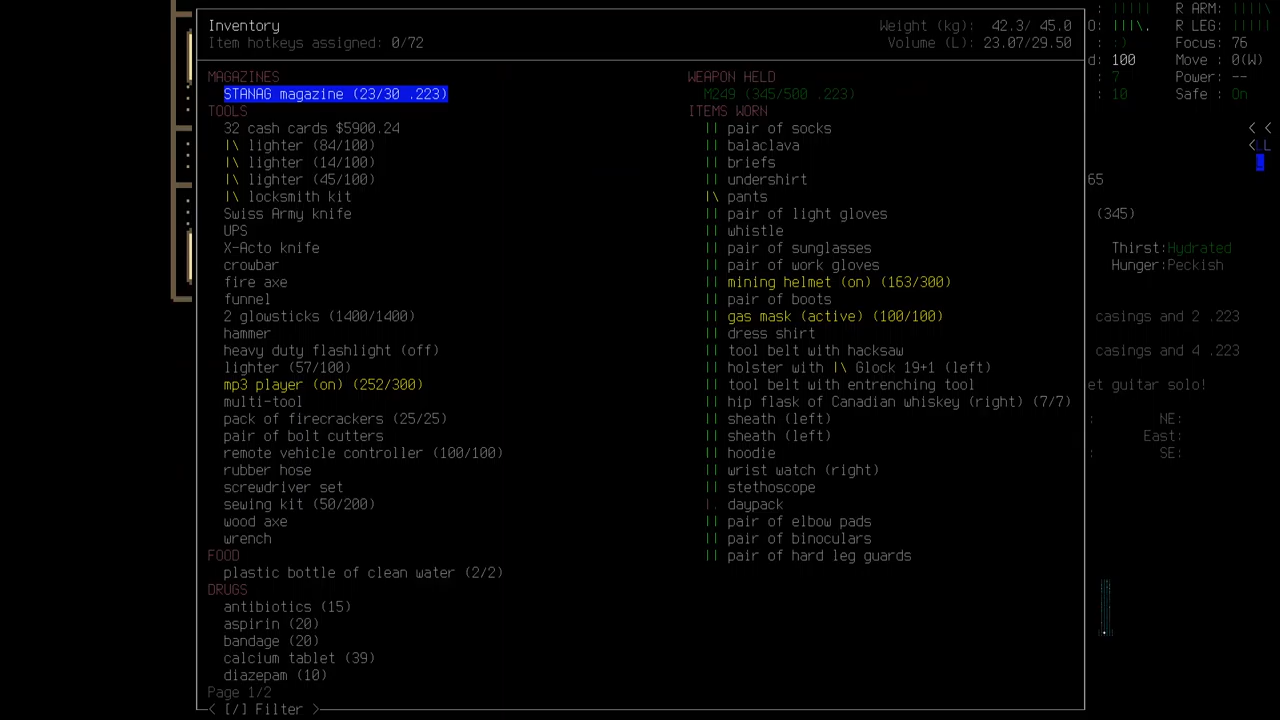 Inventory
Item hotkeys assigned: 0/72
Weight (kg): 42.3/ 45.0
Volume (L): 23.07/29.50
MAGAZINES
STANAG magazine (23/30 .223)
TOOLS
32 cash cards $5900.24
|\ lighter (84/100)
|\ lighter (14/100)
|\ lighter (45/100)
|\ locksmith kit
Swiss Army knife
UPS
X-Acto knife
crowbar
fire axe
funnel
2 glowsticks (1400/1400)
hammer
heavy duty flashlight (off)
lighter (57/100)
mp3 player (on) (252/300)
multi-tool
pack of firecrackers (25/25)
pair of bolt cutters
remote vehicle controller (100/100)
rubber hose
screwdriver set
sewing kit (50/200)
wood axe
wrench
FOOD
plastic bottle of clean water (2/2)
DRUGS
antibiotics (15)
aspirin (20)
bandage (20)
calcium tablet (39)
diazepam (10)
Page 1/2
< [/] Filter >
WEAPON HELD
M249 (345/500 .223)
ITEMS WORN
|| pair of socks
|| balaclava
|| briefs
|| undershirt
|\ pants
|| pair of light gloves
|| whistle
|| pair of sunglasses
|| pair of work gloves
|| mining helmet (on) (163/300)
|| pair of boots
|| gas mask (active) (100/100)
|| dress shirt
|| tool belt with hacksaw
|| holster with |\ Glock 19+1 (left)
|| tool belt with entrenching tool
|| hip flask of Canadian whiskey (right) (7/7)
|| sheath (left)
|| sheath (left)
|| hoodie
|| wrist watch (right)
|| stethoscope
|. daypack
|| pair of elbow pads
|| pair of binoculars
|| pair of hard leg guards
: ||||| R ARM: ||||\
O: |||\. R LEG: |||||
: :) Focus: 76
d: 100 Move : 0(W)
: 7 Power: --
: 10 Safe : On
< <
<LL
L
65
(345)
Thirst:Hydrated
Hunger:Peckish
casings and 2 .223
casings and 4 .223
et guitar solo!
: NE:
: East:
: SE: